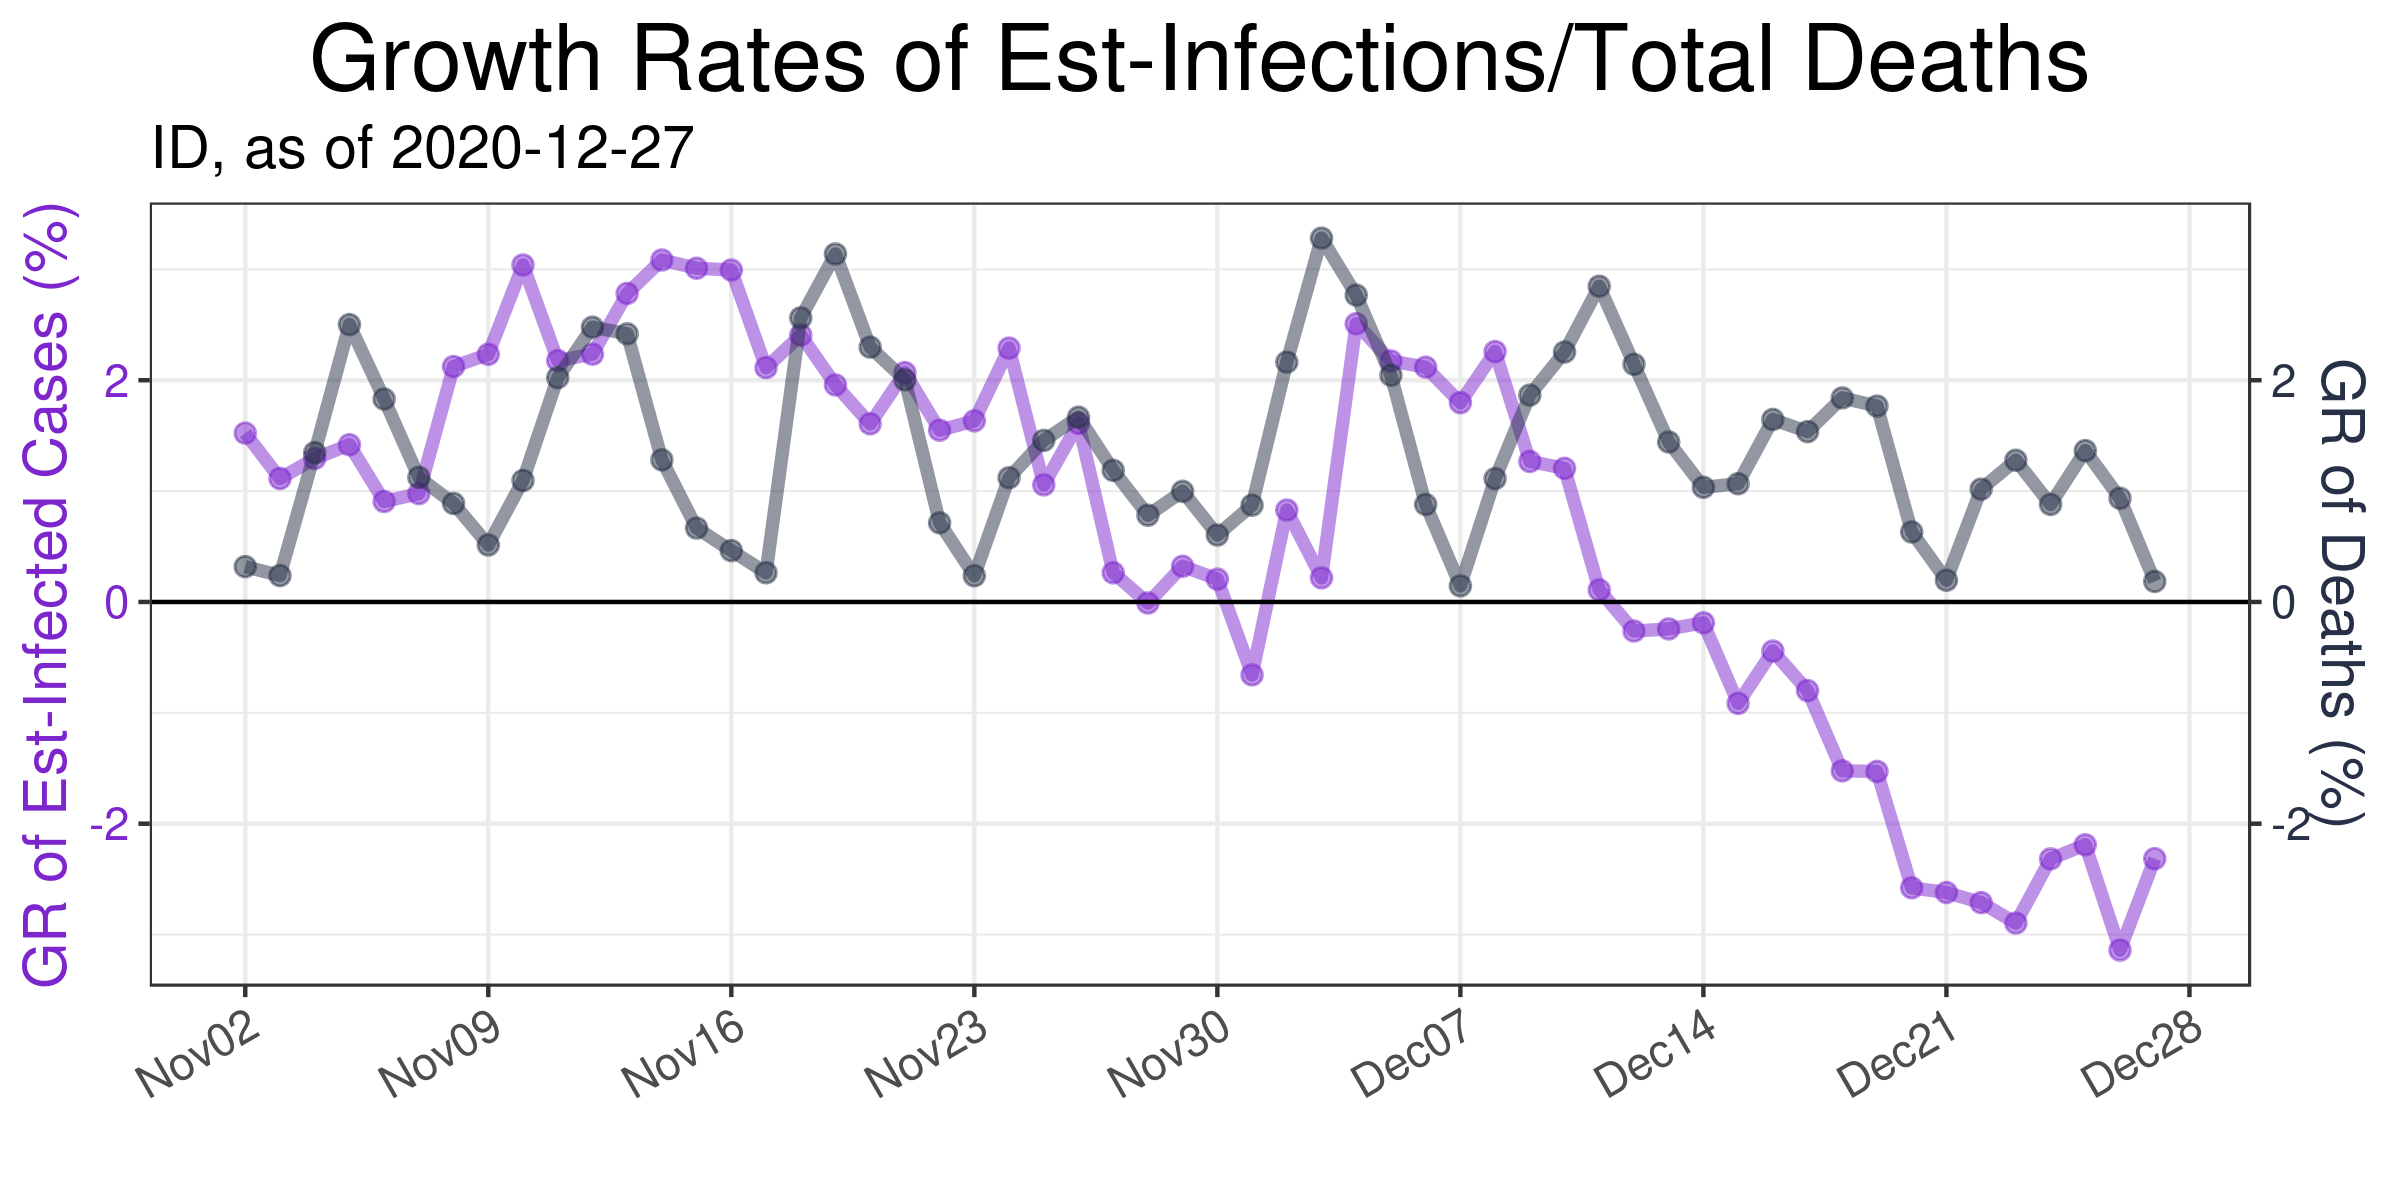 Growth Rates of Est-Infections/Total Deaths
ID, as of 2020-12-27
GR of Est-Infected Cases (%)
2
0
-2
2
0
-2
GR of Deaths (%)
Nov02
Nov09
Nov16
Nov23
Nov30
Dec07
Dec14
Dec21
Dec28